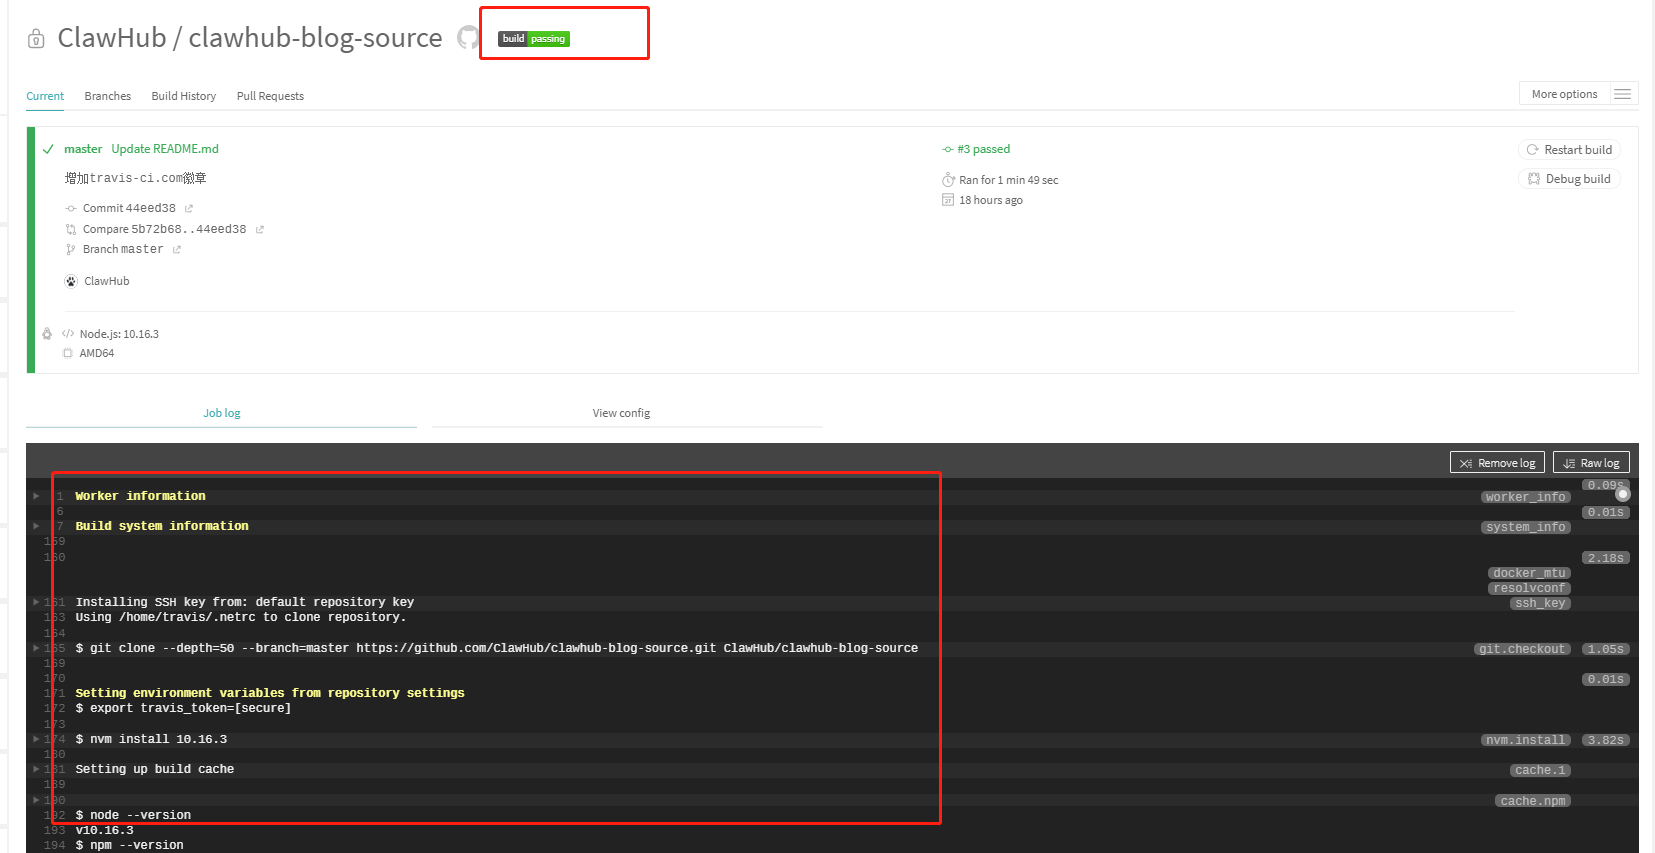 ClawHub / clawhub-blog-source
build passing
Current Branches Build History Pull Requests More options
master Update README.md
增加travis-ci.com徽章
Commit 44eed38
Compare 5b72b68..44eed38
Branch master
ClawHub
Node.js: 10.16.3
AMD64
#3 passed
Ran for 1 min 49 sec
27
18 hours ago
Restart build
Debug build
Job log View config
Remove log Raw log
1 Worker information worker_info 0.09s
6 0.01s
7 Build system information system_info
159
160 2.18s
docker_mtu
resolvconf
161 Installing SSH key from: default repository key ssh_key
163 Using /home/travis/.netrc to clone repository.
164
165 $ git clone --depth=50 --branch=master https://github.com/ClawHub/clawhub-blog-source.git ClawHub/clawhub-blog-source git.checkout 1.05s
169
170 0.01s
171 Setting environment variables from repository settings
172 $ export travis_token=[secure]
173
174 $ nvm install 10.16.3 nvm.install 3.82s
180
181 Setting up build cache cache.1
189
190 cache.npm
192 $ node --version
193 v10.16.3
194 $ npm --version